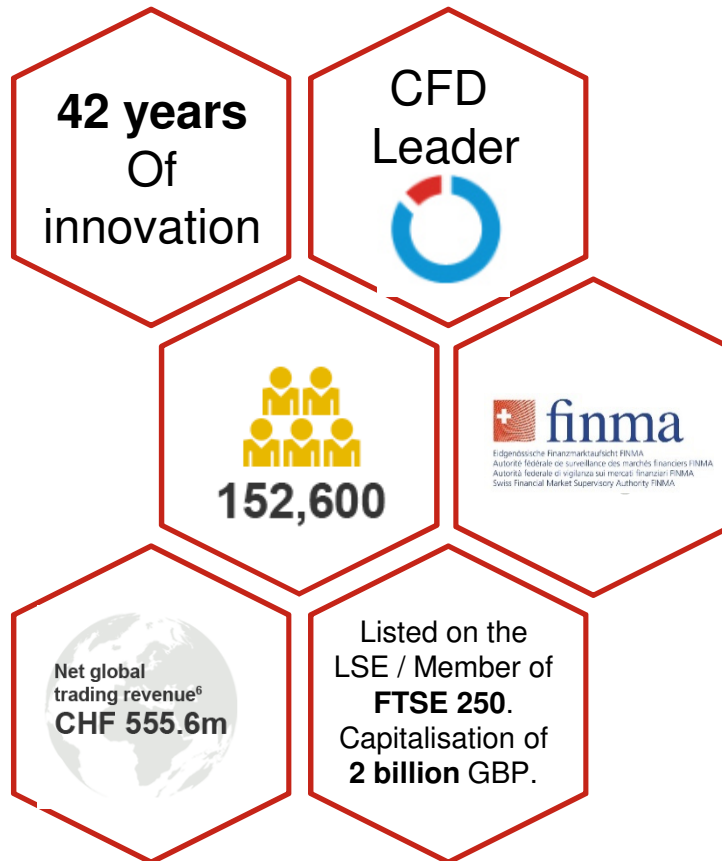 42 years
Of
innovation
CFD
Leader
152,600
finma
Eidgenössische Finanzmarktaufsicht FINMA
Autorité fédérale de surveillance des marchés financiers FINMA
Autorità federale di vigilanza sui mercati finanziari FINMA
Swiss Financial Market Supervisory Authority FINMA
Net global
trading revenue⁶
CHF 555.6m
Listed on the
LSE / Member of
FTSE 250.
Capitalisation of
2 billion GBP.